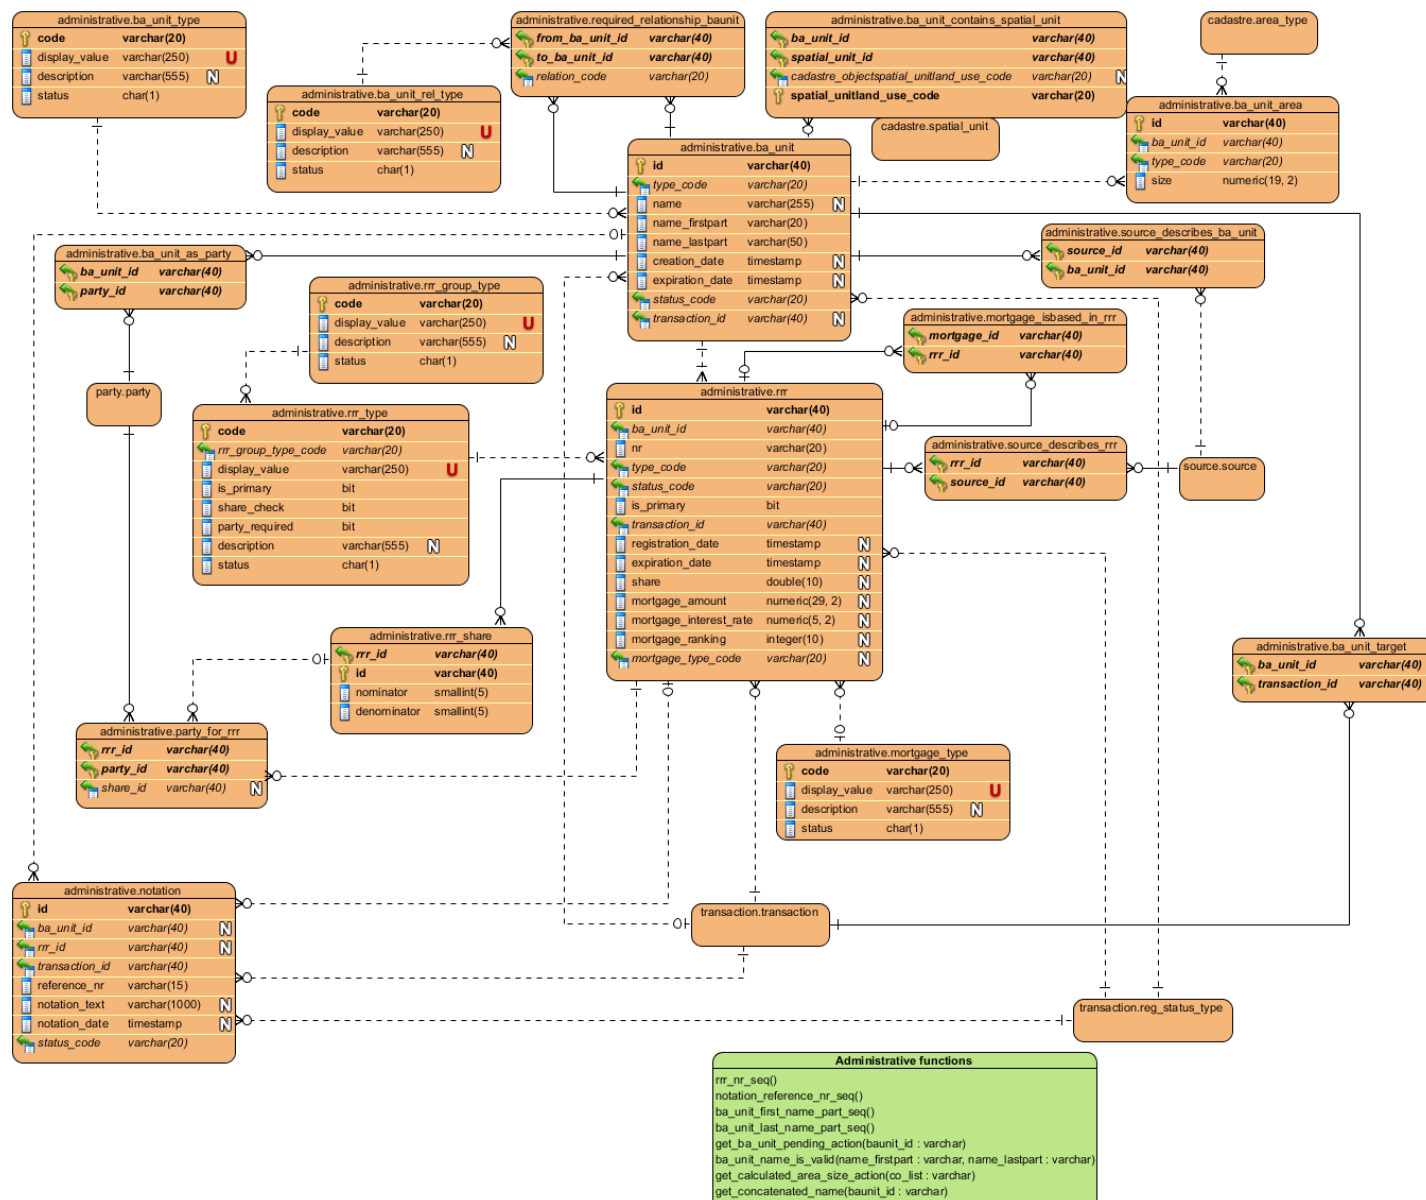 administrative.ba_unit_type
code varchar(20)
display_value varchar(250) U
description varchar(555) N
status char(1)
administrative.required_relationship_baunit
from_ba_unit_id varchar(40)
to_ba_unit_id varchar(40)
relation_code varchar(20)
administrative.ba_unit_contains_spatial_unit
ba_unit_id varchar(40)
spatial_unit_id varchar(40)
cadastre_objectspatial_unitland_use_code varchar(20) N
spatial_unitland_use_code varchar(20)
cadastre.area_type
administrative.ba_unit_rel_type
code varchar(20)
display_value varchar(250) U
description varchar(555) N
status char(1)
cadastre.spatial_unit
administrative.ba_unit_area
id varchar(40)
ba_unit_id varchar(40)
type_code varchar(20)
size numeric(19, 2)
administrative.ba_unit
id varchar(40)
type_code varchar(20)
name varchar(255) N
name_firstpart varchar(20)
name_lastpart varchar(50)
creation_date timestamp N
expiration_date timestamp N
status_code varchar(20)
transaction_id varchar(40) N
administrative.ba_unit_as_party
ba_unit_id varchar(40)
party_id varchar(40)
administrative.source_describes_ba_unit
source_id varchar(40)
ba_unit_id varchar(40)
administrative.rrr_group_type
code varchar(20)
display_value varchar(250) U
description varchar(555) N
status char(1)
administrative.mortgage_isbased_in_rrr
mortgage_id varchar(40)
rrr_id varchar(40)
party.party
administrative.rrr_type
code varchar(20)
rrr_group_type_code varchar(20)
display_value varchar(250) U
is_primary bit
share_check bit
party_required bit
description varchar(555) N
status char(1)
administrative.rrr
id varchar(40)
ba_unit_id varchar(40)
nr varchar(20)
type_code varchar(20)
status_code varchar(20)
is_primary bit
transaction_id varchar(40)
registration_date timestamp N
expiration_date timestamp N
share double(10) N
mortgage_amount numeric(29, 2) N
mortgage_interest_rate numeric(5, 2) N
mortgage_ranking integer(10) N
mortgage_type_code varchar(20) N
administrative.source_describes_rrr
rrr_id varchar(40)
source_id varchar(40)
source.source
administrative.rrr_share
rrr_id varchar(40)
id varchar(40)
nominator smallint(5)
denominator smallint(5)
administrative.ba_unit_target
ba_unit_id varchar(40)
transaction_id varchar(40)
administrative.party_for_rrr
rrr_id varchar(40)
party_id varchar(40)
share_id varchar(40) N
administrative.mortgage_type
code varchar(20)
display_value varchar(250) U
description varchar(555) N
status char(1)
administrative.notation
id varchar(40)
ba_unit_id varchar(40) N
rrr_id varchar(40) N
transaction_id varchar(40)
reference_nr varchar(15)
notation_text varchar(1000) N
notation_date timestamp N
status_code varchar(20)
transaction.transaction
transaction.reg_status_type
Administrative functions
rrr_nr_seq()
notation_reference_nr_seq()
ba_unit_first_name_part_seq()
ba_unit_last_name_part_seq()
get_ba_unit_pending_action(baunit_id : varchar)
ba_unit_name_is_valid(name_firstpart : varchar, name_lastpart : varchar)
get_calculated_area_size_action(co_list : varchar)
get_concatenated_name(baunit_id : varchar)